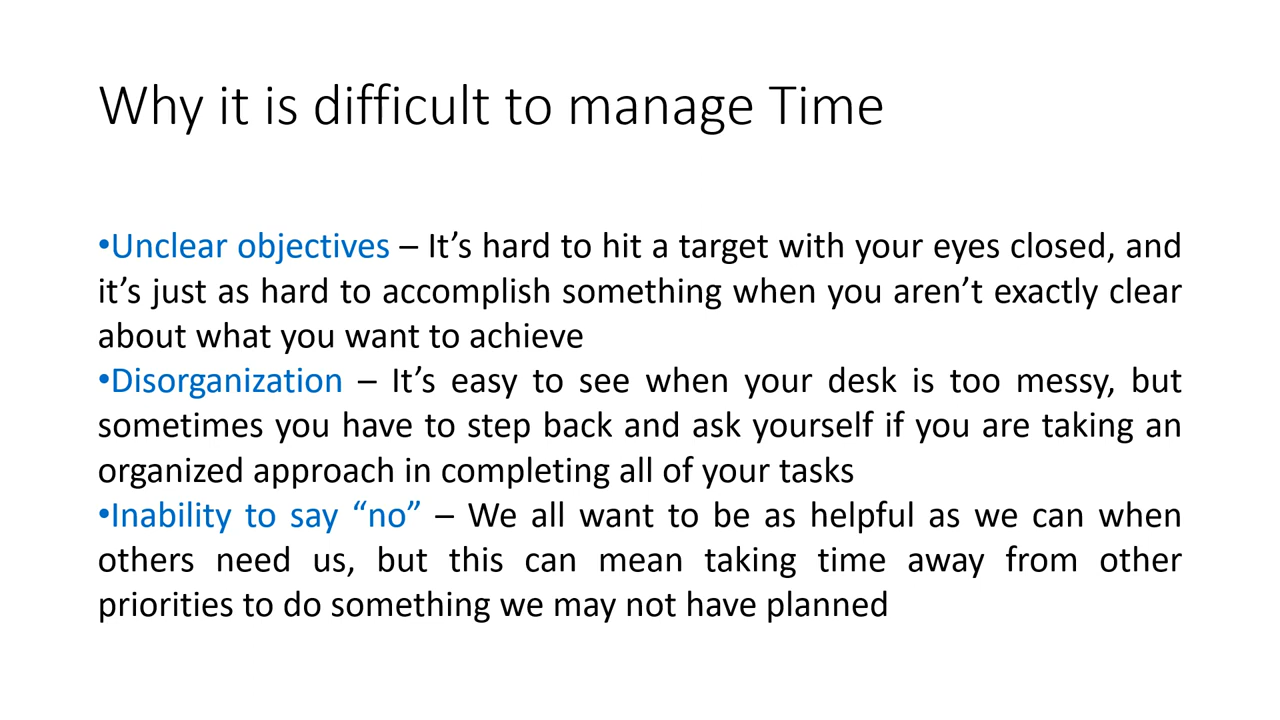 Why it is difficult to manage Time
•Unclear objectives – It’s hard to hit a target with your eyes closed, and
it’s just as hard to accomplish something when you aren’t exactly clear
about what you want to achieve
•Disorganization – It’s easy to see when your desk is too messy, but
sometimes you have to step back and ask yourself if you are taking an
organized approach in completing all of your tasks
•Inability to say “no” – We all want to be as helpful as we can when
others need us, but this can mean taking time away from other
priorities to do something we may not have planned